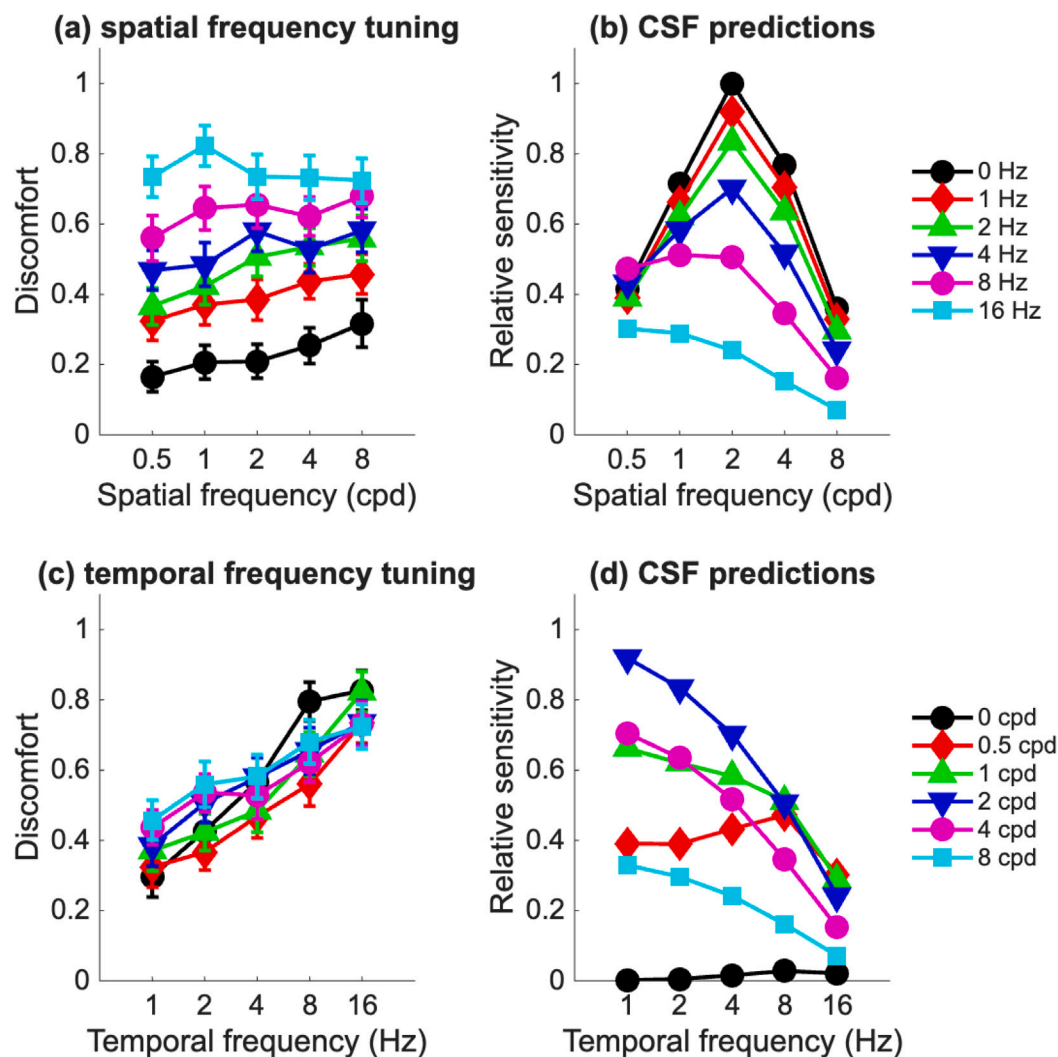 (a) spatial frequency tuning
(b) CSF predictions
Discomfort
1
0.8
0.6
0.4
0.2
0
0.5 1 2 4 8
Spatial frequency (cpd)
Relative sensitivity
1
0.8
0.6
0.4
0.2
0
0.5 1 2 4 8
Spatial frequency (cpd)
0 Hz
1 Hz
2 Hz
4 Hz
8 Hz
16 Hz
(c) temporal frequency tuning
(d) CSF predictions
Discomfort
1
0.8
0.6
0.4
0.2
0
1 2 4 8 16
Temporal frequency (Hz)
Relative sensitivity
1
0.8
0.6
0.4
0.2
0
1 2 4 8 16
Temporal frequency (Hz)
0 cpd
0.5 cpd
1 cpd
2 cpd
4 cpd
8 cpd